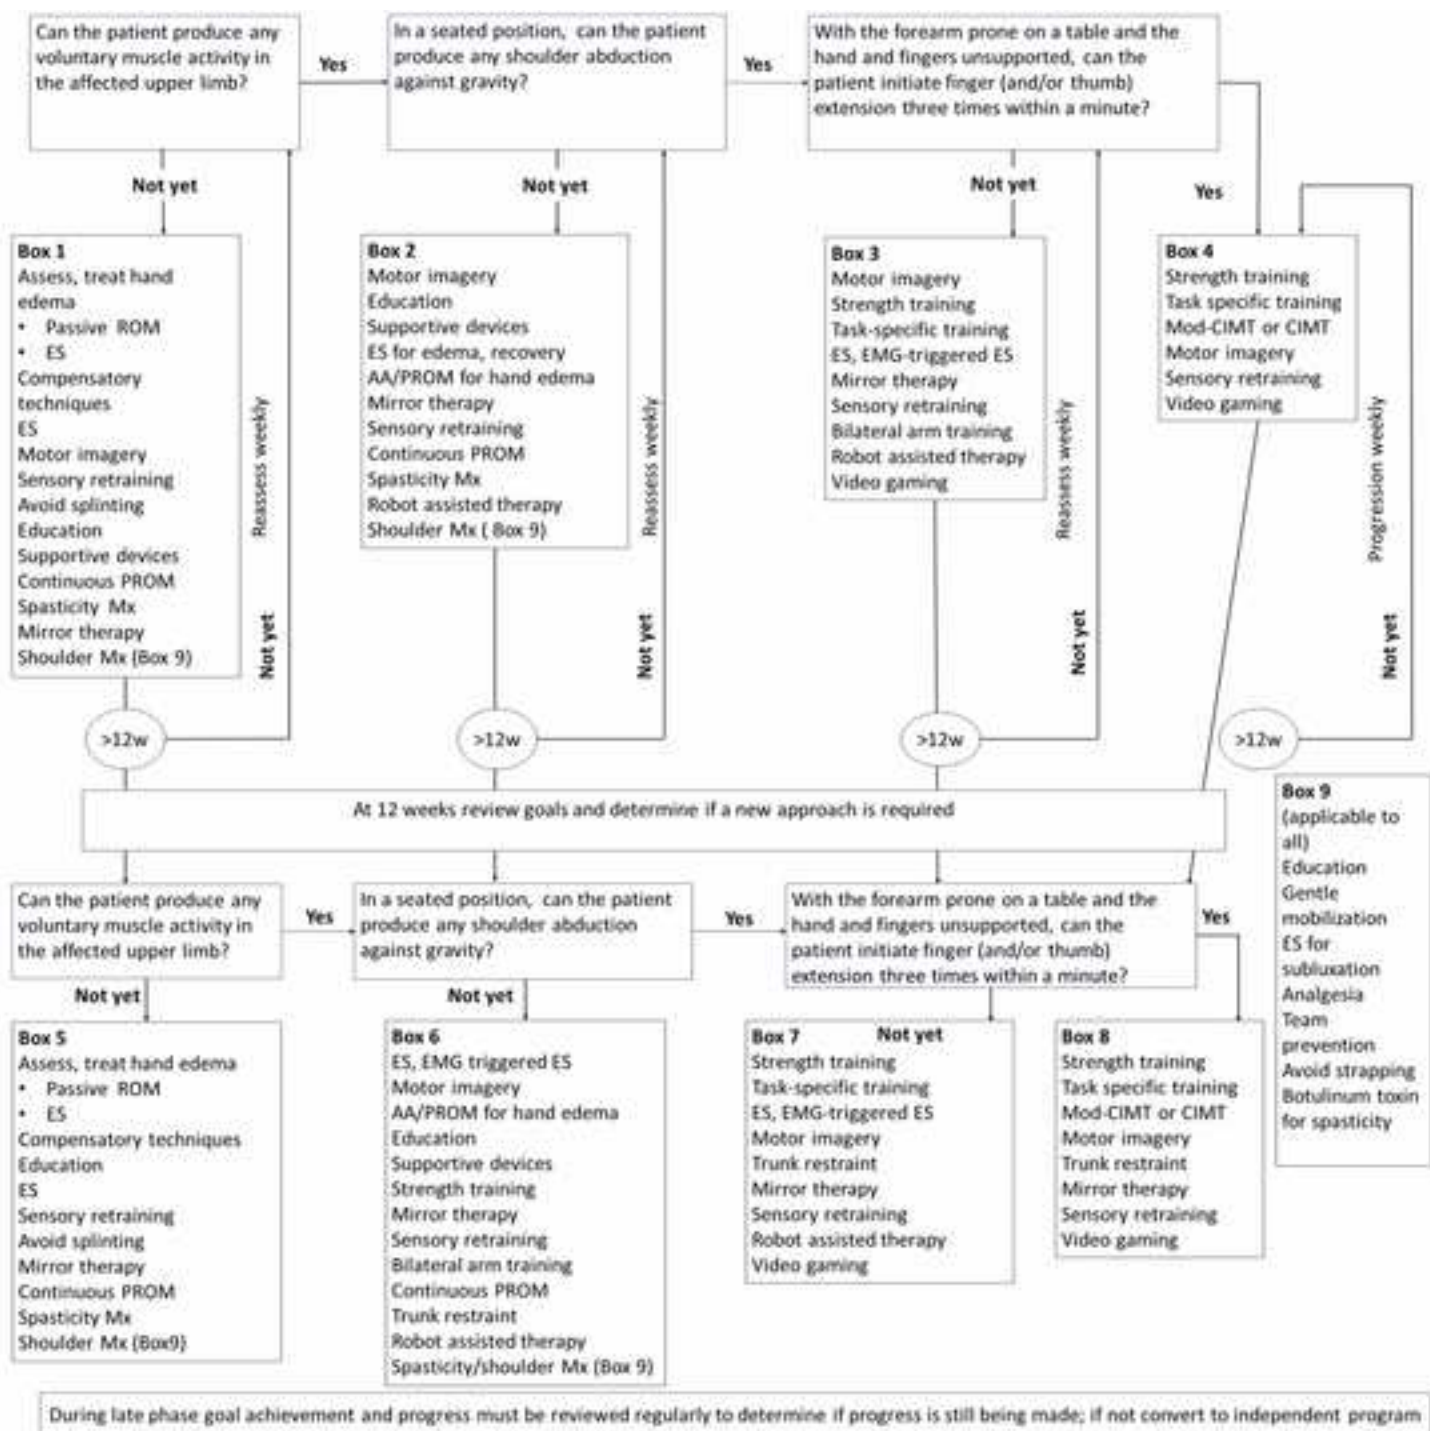 Can the patient produce any
voluntary muscle activity in
the affected upper limb?
Yes
In a seated position, can the patient
produce any shoulder abduction
against gravity?
Yes
With the forearm prone on a table and the
hand and fingers unsupported, can the
patient initiate finger (and/or thumb)
extension three times within a minute?
Not yet
Not yet
Not yet
Yes
Box 1
Assess, treat hand
edema
• Passive ROM
• ES
Compensatory
techniques
ES
Motor imagery
Sensory retraining
Avoid splinting
Education
Supportive devices
Continuous PROM
Spasticity Mx
Mirror therapy
Shoulder Mx (Box 9)
Reassess weekly
Not yet
Box 2
Motor imagery
Education
Supportive devices
ES for edema, recovery
AA/PROM for hand edema
Mirror therapy
Sensory retraining
Continuous PROM
Spasticity Mx
Robot assisted therapy
Shoulder Mx ( Box 9)
Reassess weekly
Not yet
Box 3
Motor imagery
Strength training
Task-specific training
ES, EMG-triggered ES
Mirror therapy
Sensory retraining
Bilateral arm training
Robot assisted therapy
Video gaming
Reassess weekly
Not yet
Box 4
Strength training
Task specific training
Mod-CIMT or CIMT
Motor imagery
Sensory retraining
Video gaming
Progression weekly
Not yet
>12w
>12w
>12w
>12w
At 12 weeks review goals and determine if a new approach is required
Can the patient produce any
voluntary muscle activity in
the affected upper limb?
Yes
In a seated position, can the patient
produce any shoulder abduction
against gravity?
Yes
With the forearm prone on a table and the
hand and fingers unsupported, can the
patient initiate finger (and/or thumb)
extension three times within a minute?
Yes
Not yet
Not yet
Not yet
Box 5
Assess, treat hand edema
• Passive ROM
• ES
Compensatory techniques
Education
ES
Sensory retraining
Avoid splinting
Mirror therapy
Continuous PROM
Spasticity Mx
Shoulder Mx (Box9)
Box 6
ES, EMG triggered ES
Motor imagery
AA/PROM for hand edema
Education
Supportive devices
Strength training
Mirror therapy
Sensory retraining
Bilateral arm training
Continuous PROM
Trunk restraint
Robot assisted therapy
Spasticity/shoulder Mx (Box 9)
Box 7
Strength training
Task-specific training
ES, EMG-triggered ES
Motor imagery
Trunk restraint
Mirror therapy
Sensory retraining
Robot assisted therapy
Video gaming
Box 8
Strength training
Task specific training
Mod-CIMT or CIMT
Motor imagery
Trunk restraint
Mirror therapy
Sensory retraining
Video gaming
Box 9
(applicable to
all)
Education
Gentle
mobilization
ES for
subluxation
Analgesia
Team
prevention
Avoid strapping
Botulinum toxin
for spasticity
During late phase goal achievement and progress must be reviewed regularly to determine if progress is still being made; if not convert to independent program